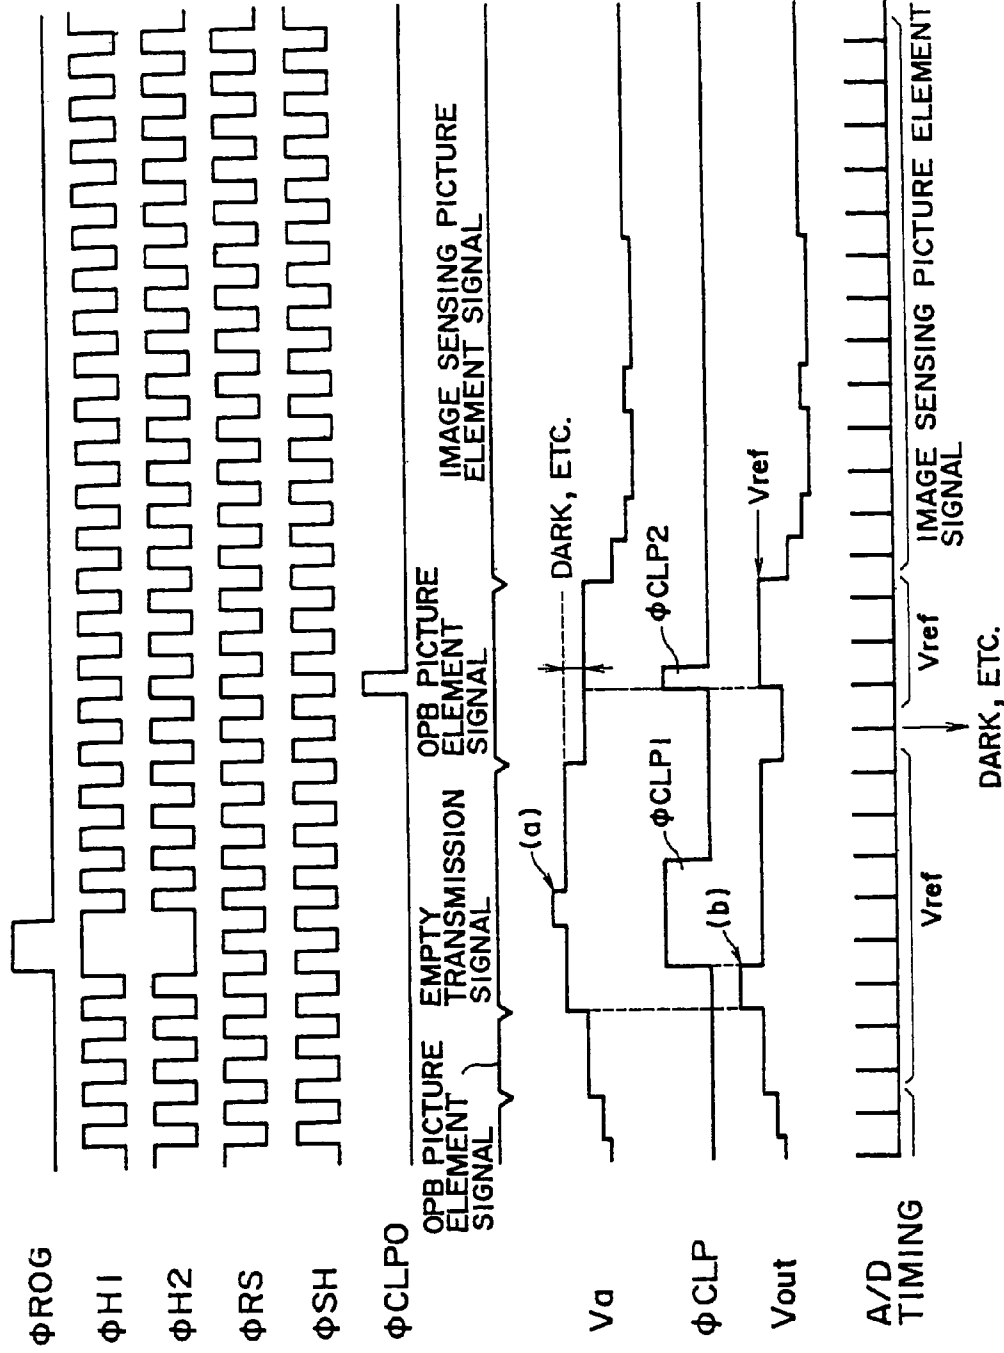 ΦROG
ΦH1
ΦH2
ΦRS
ΦSH
ΦCLPO
OPB PICTURE
ELEMENT
SIGNAL
EMPTY
TRANSMISSION
SIGNAL
OPB PICTURE
ELEMENT
SIGNAL
IMAGE SENSING PICTURE
ELEMENT SIGNAL
Va
(a)
DARK, ETC.
ΦCLP
ΦCLP1
ΦCLP2
Vout
(b)
Vref
A/D
TIMING
Vref
Vref
IMAGE SENSING PICTURE ELEMENT
SIGNAL
DARK, ETC.